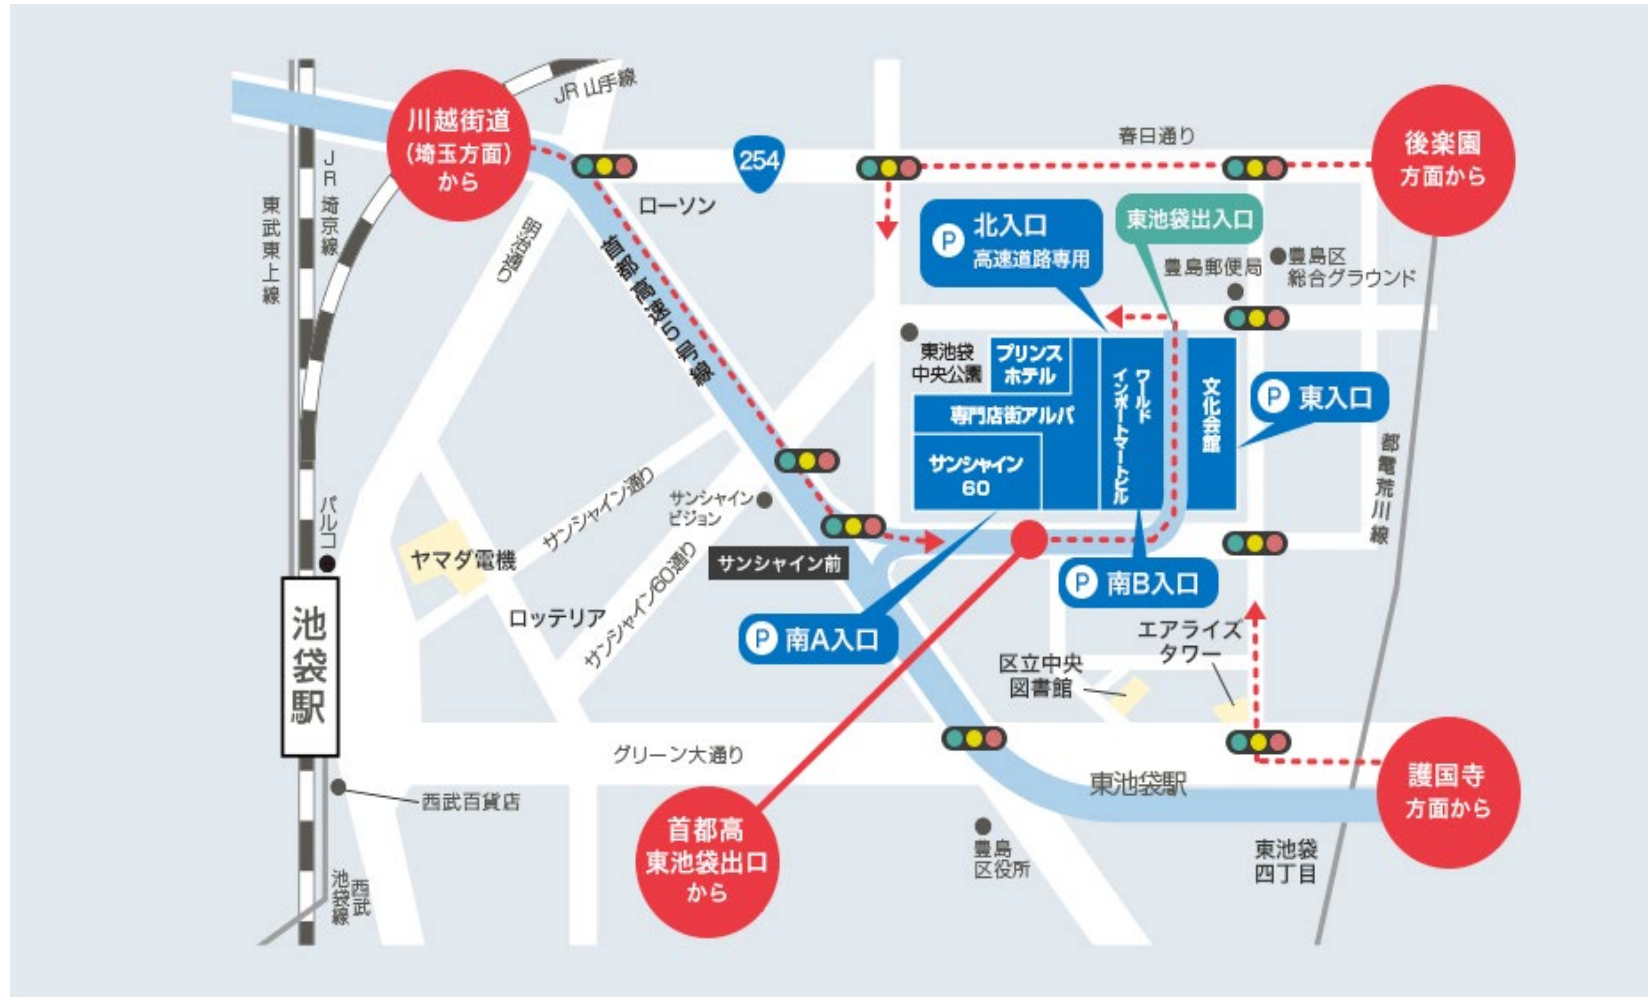 川越街道
(埼玉方面)
から
JR 山手線
254
春日通り
後楽園
方面から
JR 埼京線
東武東上線
ローソン
明治通り
首都高速5号線
P 北入口
高速道路専用
東池袋出入口
豊島郵便局
豊島区
総合グラウンド
東池袋
中央公園
プリンス
ホテル
専門店街アルパ
サンシャイン
60
ワールド
インポートマートビル
文化会館
P 東入口
都電荒川線
パルコ
サンシャイン通り
サンシャイン
ビジョン
ヤマダ電機
サンシャイン前
サンシャイン60通り
ロッテリア
池袋駅
P 南A入口
P 南B入口
エアライズ
タワー
区立中央
図書館
グリーン大通り
東池袋駅
護国寺
方面から
西武百貨店
首都高
東池袋出口
から
豊島
区役所
東池袋
四丁目
西武
池袋線